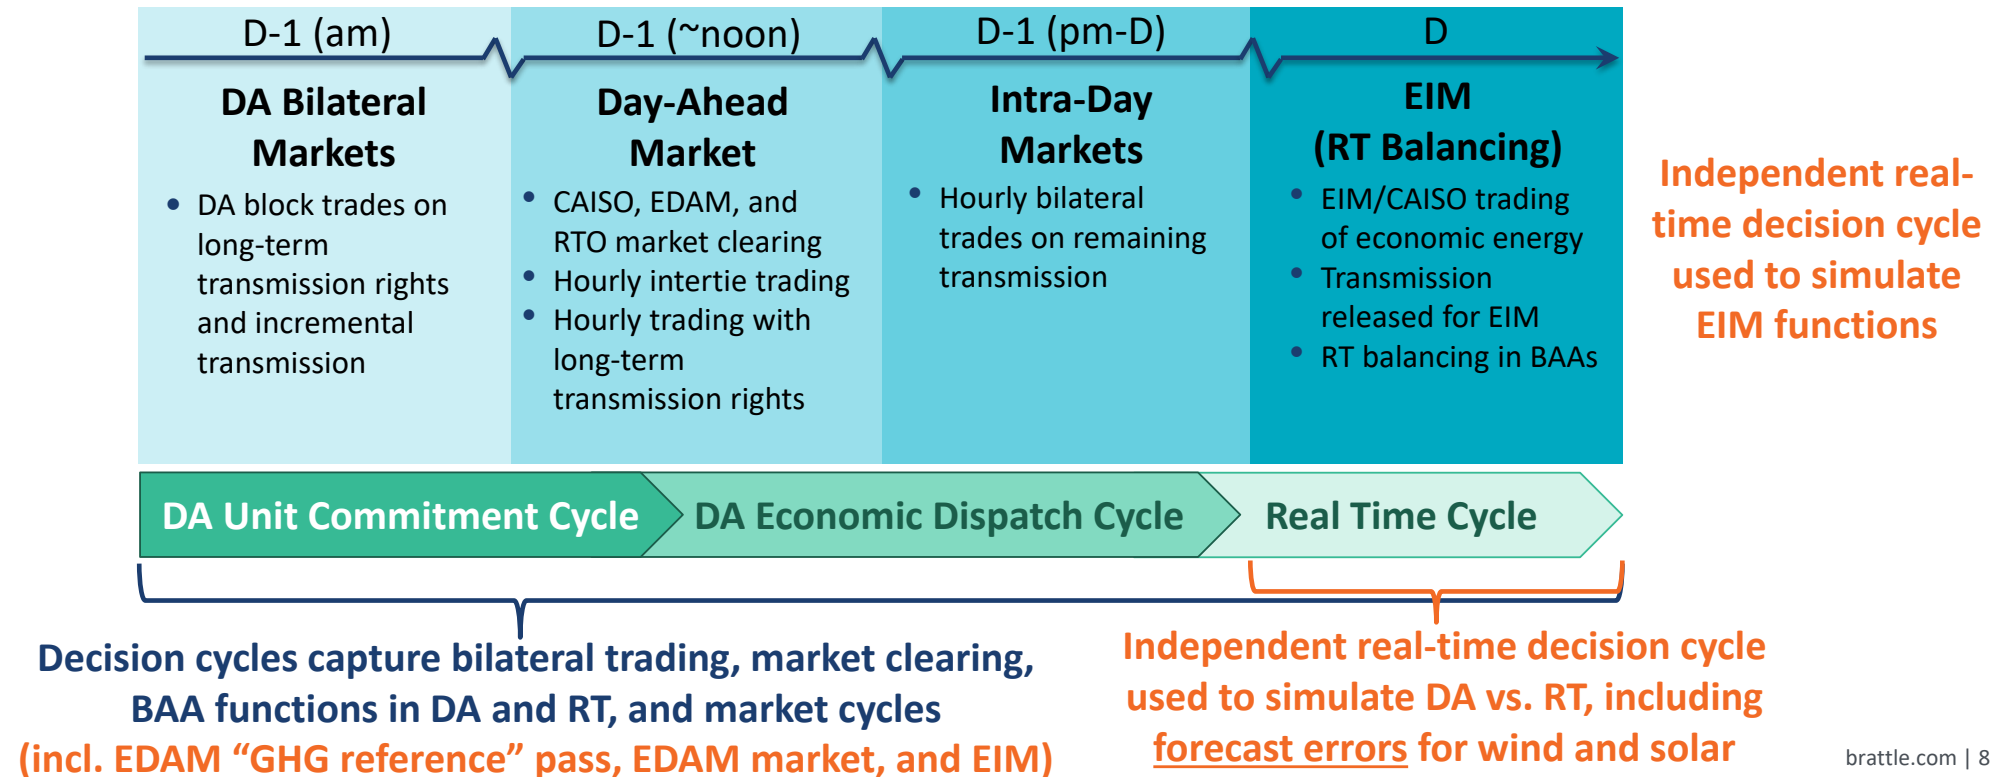 D-1 (am)
DA Bilateral
Markets
• DA block trades on
long-term
transmission rights
and incremental
transmission
D-1 (~noon)
Day-Ahead
Market
• CAISO, EDAM, and
RTO market clearing
• Hourly intertie trading
• Hourly trading with
long-term
transmission rights
D-1 (pm-D)
Intra-Day
Markets
• Hourly bilateral
trades on remaining
transmission
D
EIM
(RT Balancing)
• EIM/CAISO trading
of economic energy
• Transmission
released for EIM
• RT balancing in BAAs
Independent real-
time decision cycle
used to simulate
EIM functions
DA Unit Commitment Cycle
DA Economic Dispatch Cycle
Real Time Cycle
Decision cycles capture bilateral trading, market clearing,
BAA functions in DA and RT, and market cycles
(incl. EDAM “GHG reference” pass, EDAM market, and EIM)
Independent real-time decision cycle
used to simulate DA vs. RT, including
forecast errors for wind and solar
brattle.com | 8